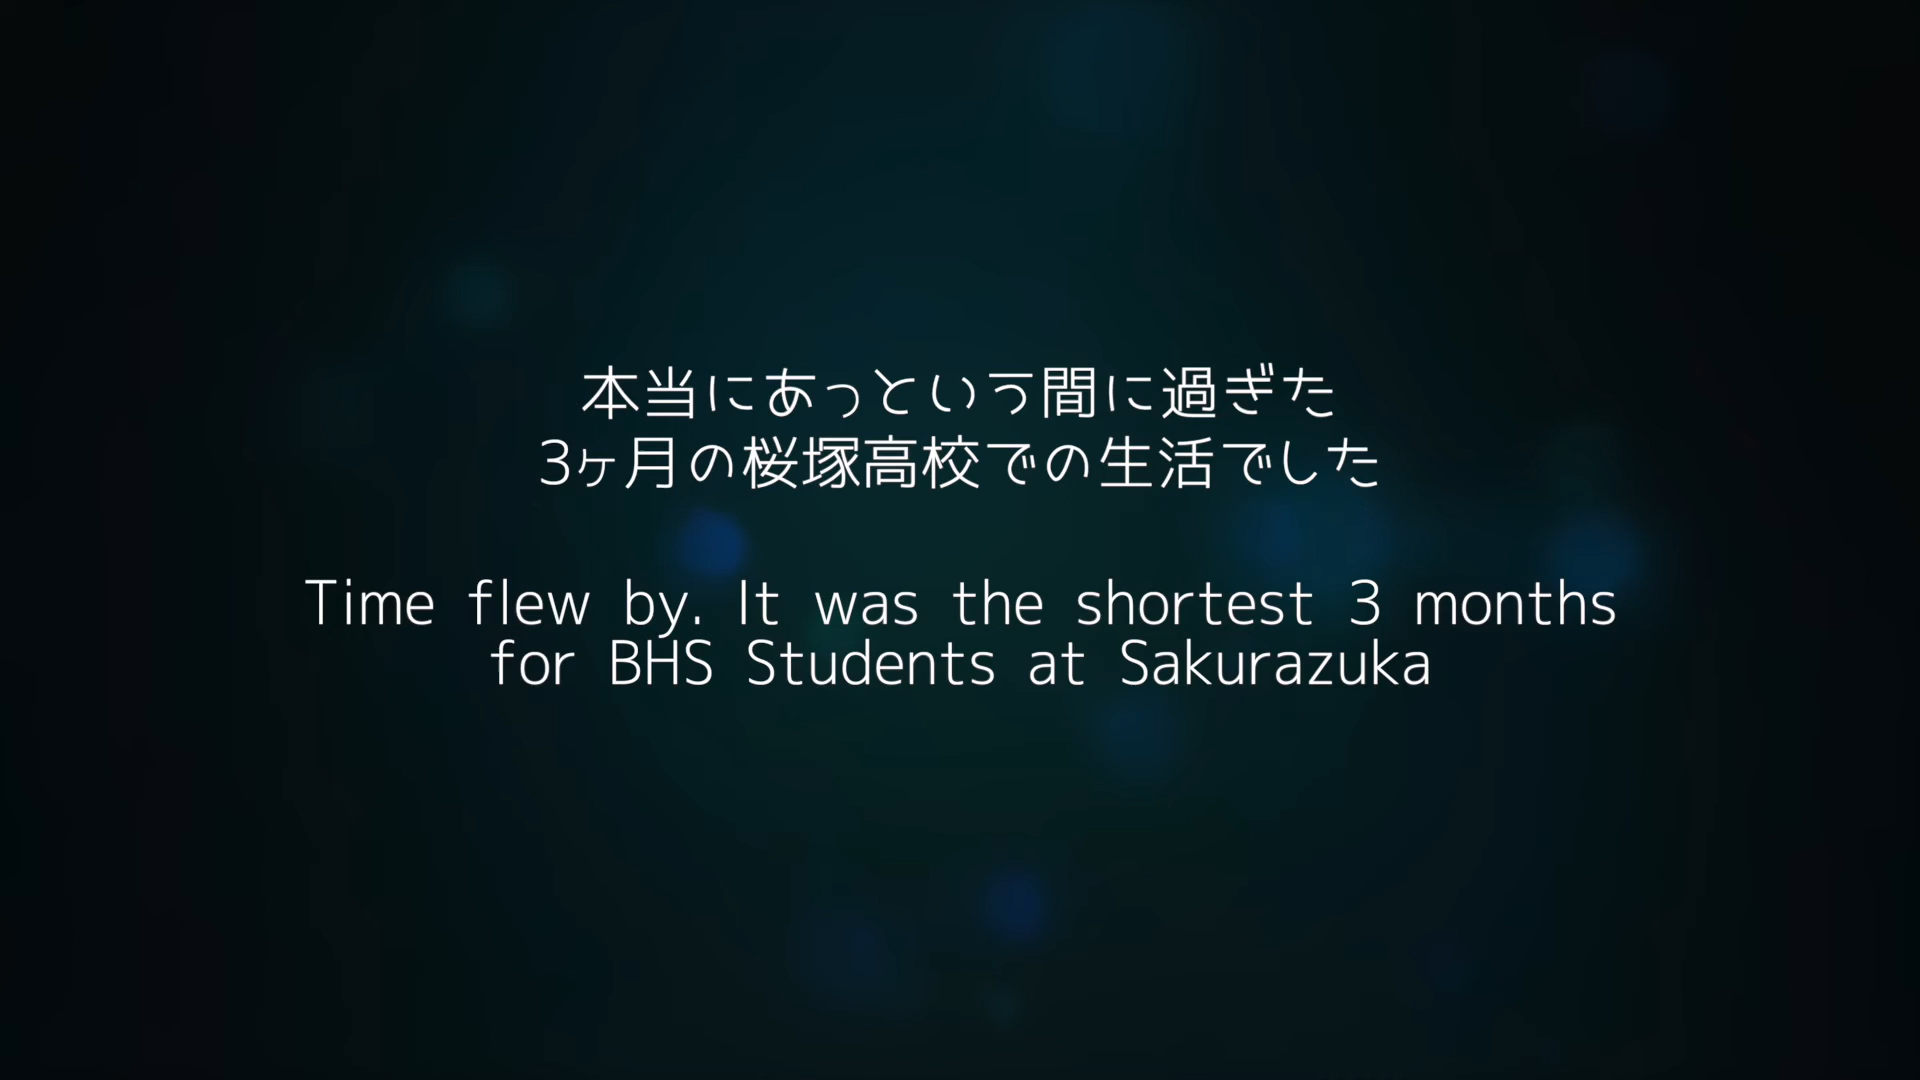 本当にあっという間に過ぎた
3ヶ月の桜塚高校での生活でした
Time flew by. It was the shortest 3 months
for BHS Students at Sakurazuka